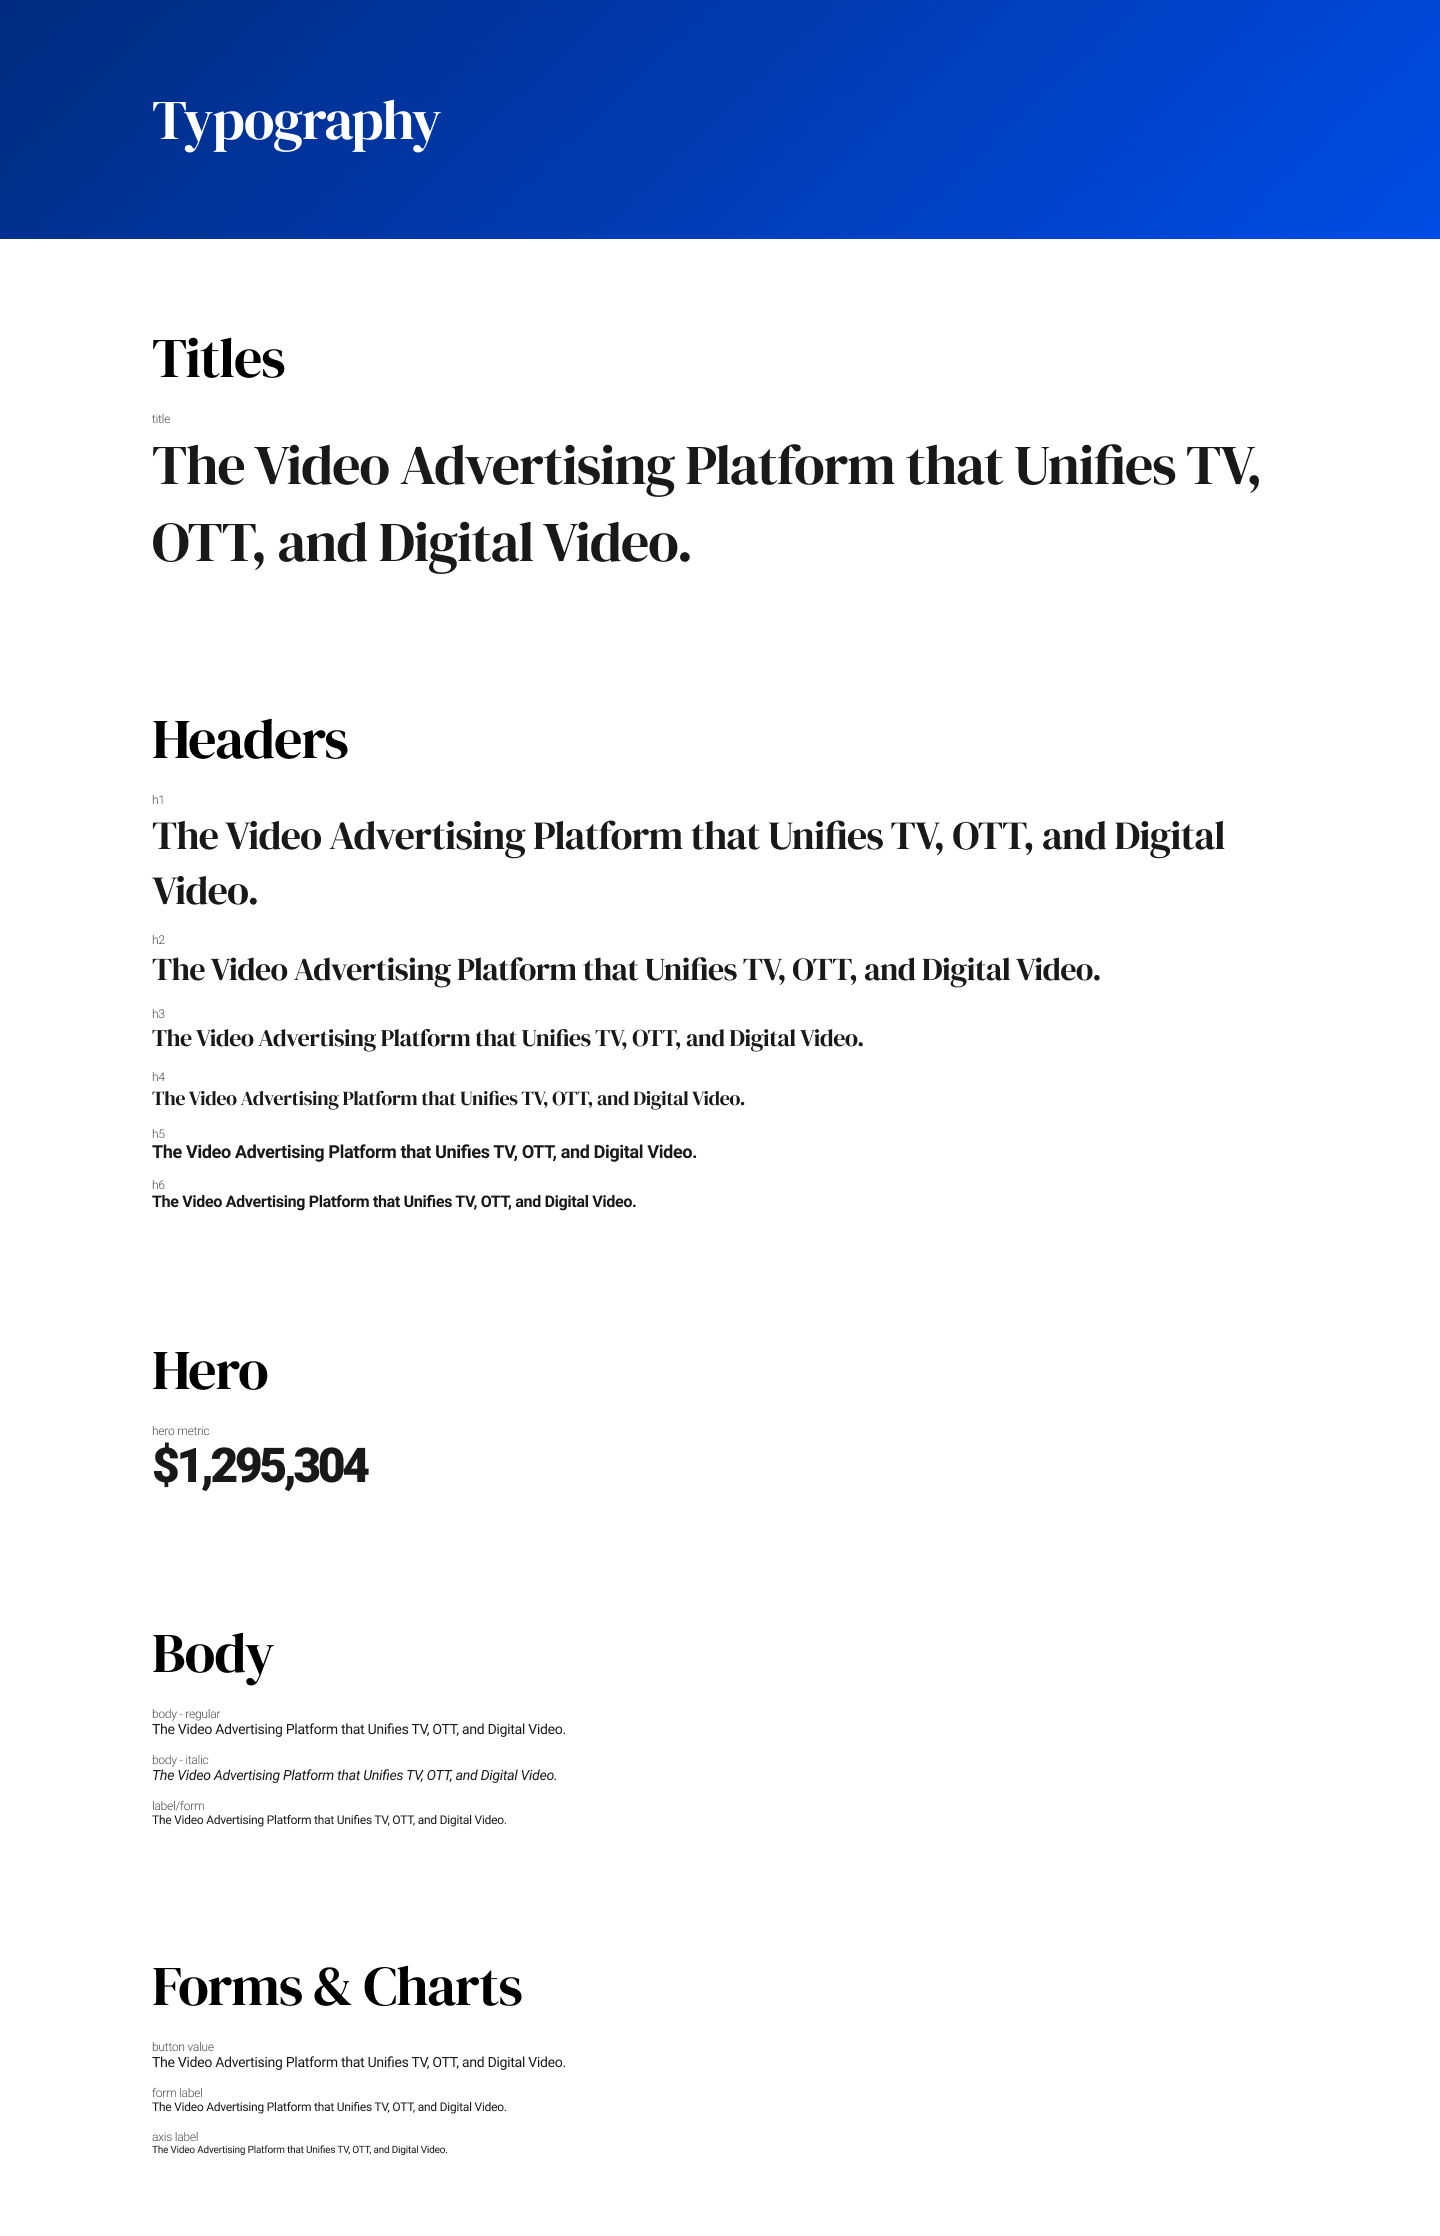 Typography
Titles
title
The Video Advertising Platform that Unifies TV,
OTT, and Digital Video.
Headers
h1
The Video Advertising Platform that Unifies TV, OTT, and Digital
Video.
h2
The Video Advertising Platform that Unifies TV, OTT, and Digital Video.
h3
The Video Advertising Platform that Unifies TV, OTT, and Digital Video.
h4
The Video Advertising Platform that Unifies TV, OTT, and Digital Video.
h5
The Video Advertising Platform that Unifies TV, OTT, and Digital Video.
h6
The Video Advertising Platform that Unifies TV, OTT, and Digital Video.
Hero
hero metric
$1,295,304
Body
body - regular
The Video Advertising Platform that Unifies TV, OTT, and Digital Video.
body - italic
The Video Advertising Platform that Unifies TV, OTT, and Digital Video.
label/form
The Video Advertising Platform that Unifies TV, OTT, and Digital Video.
Forms & Charts
button value
The Video Advertising Platform that Unifies TV, OTT, and Digital Video.
form label
The Video Advertising Platform that Unifies TV, OTT, and Digital Video.
axis label
The Video Advertising Platform that Unifies TV, OTT, and Digital Video.